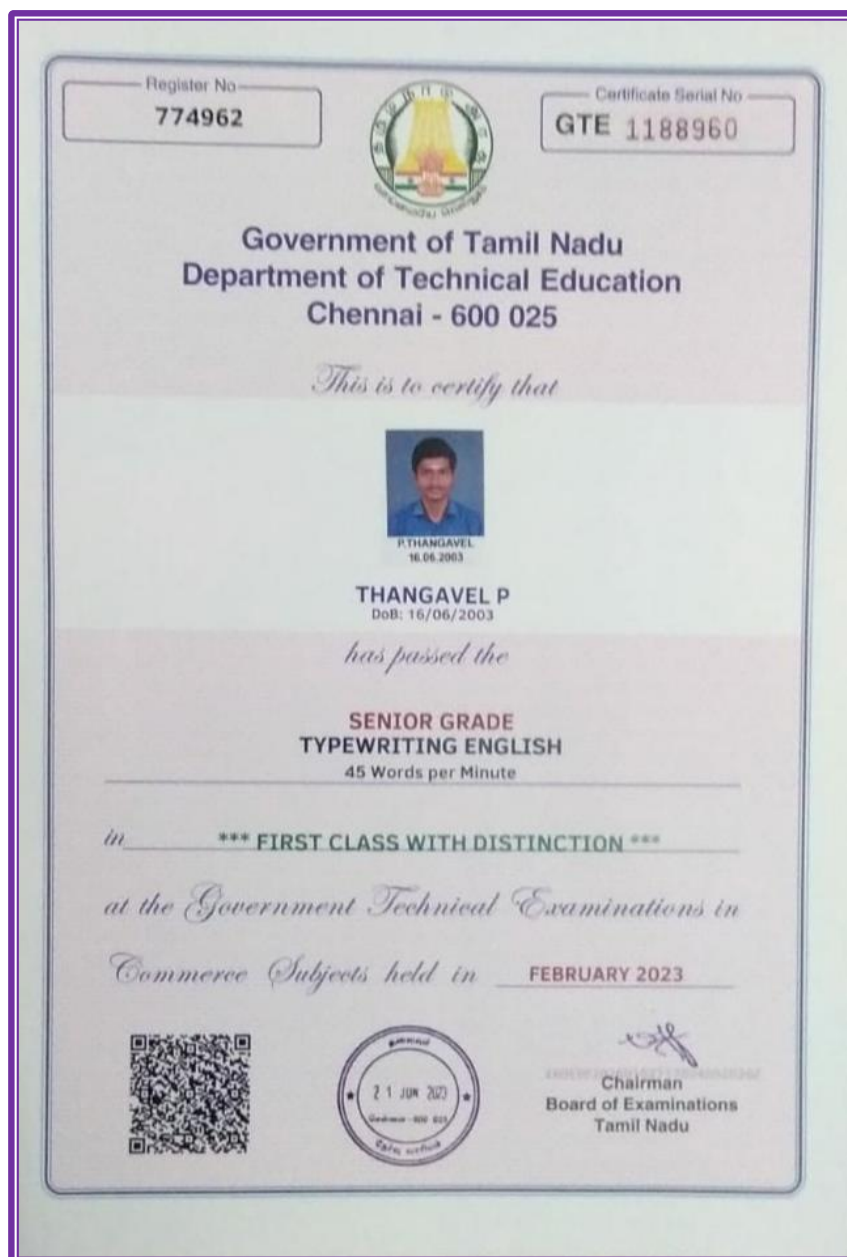 Register No
774962
Certificate Serial No
GTE 1188960
Government of Tamil Nadu
Department of Technical Education
Chennai - 600 025
This is to certify that
P.THANGAVEL
16.06.2003
THANGAVEL P
DoB: 16/06/2003
has passed the
SENIOR GRADE
TYPEWRITING ENGLISH
45 Words per Minute
in *** FIRST CLASS WITH DISTINCTION ***
at the Government Technical Examinations in
Commerce Subjects held in FEBRUARY 2023
21 JUN 2023
Chairman
Board of Examinations
Tamil Nadu